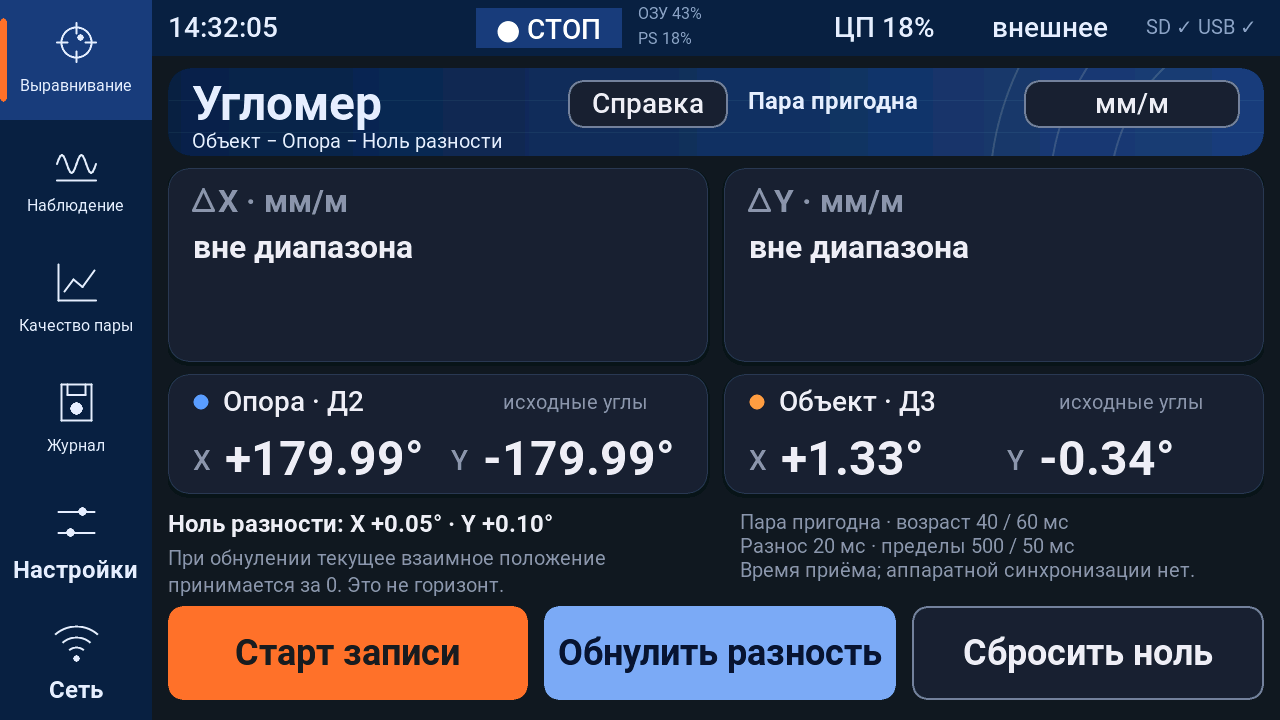 14:32:05
СТОП
ОЗУ 43%
PS 18%
ЦП 18%
внешнее
SD ✓ USB ✓
Выравнивание
Наблюдение
Качество пары
Журнал
Настройки
Сеть
Угломер
Объект – Опора – Ноль разности
Справка
Пара пригодна
мм/м
ΔX · мм/м
вне диапазона
ΔY · мм/м
вне диапазона
Опора · Д2
исходные углы
X +179.99° Y -179.99°
Объект · Д3
исходные углы
X +1.33° Y -0.34°
Ноль разности: X +0.05° · Y +0.10°
При обнулении текущее взаимное положение
принимается за 0. Это не горизонт.
Пара пригодна · возраст 40 / 60 мс
Разнос 20 мс · пределы 500 / 50 мс
Время приёма; аппаратной синхронизации нет.
Старт записи
Обнулить разность
Сбросить ноль